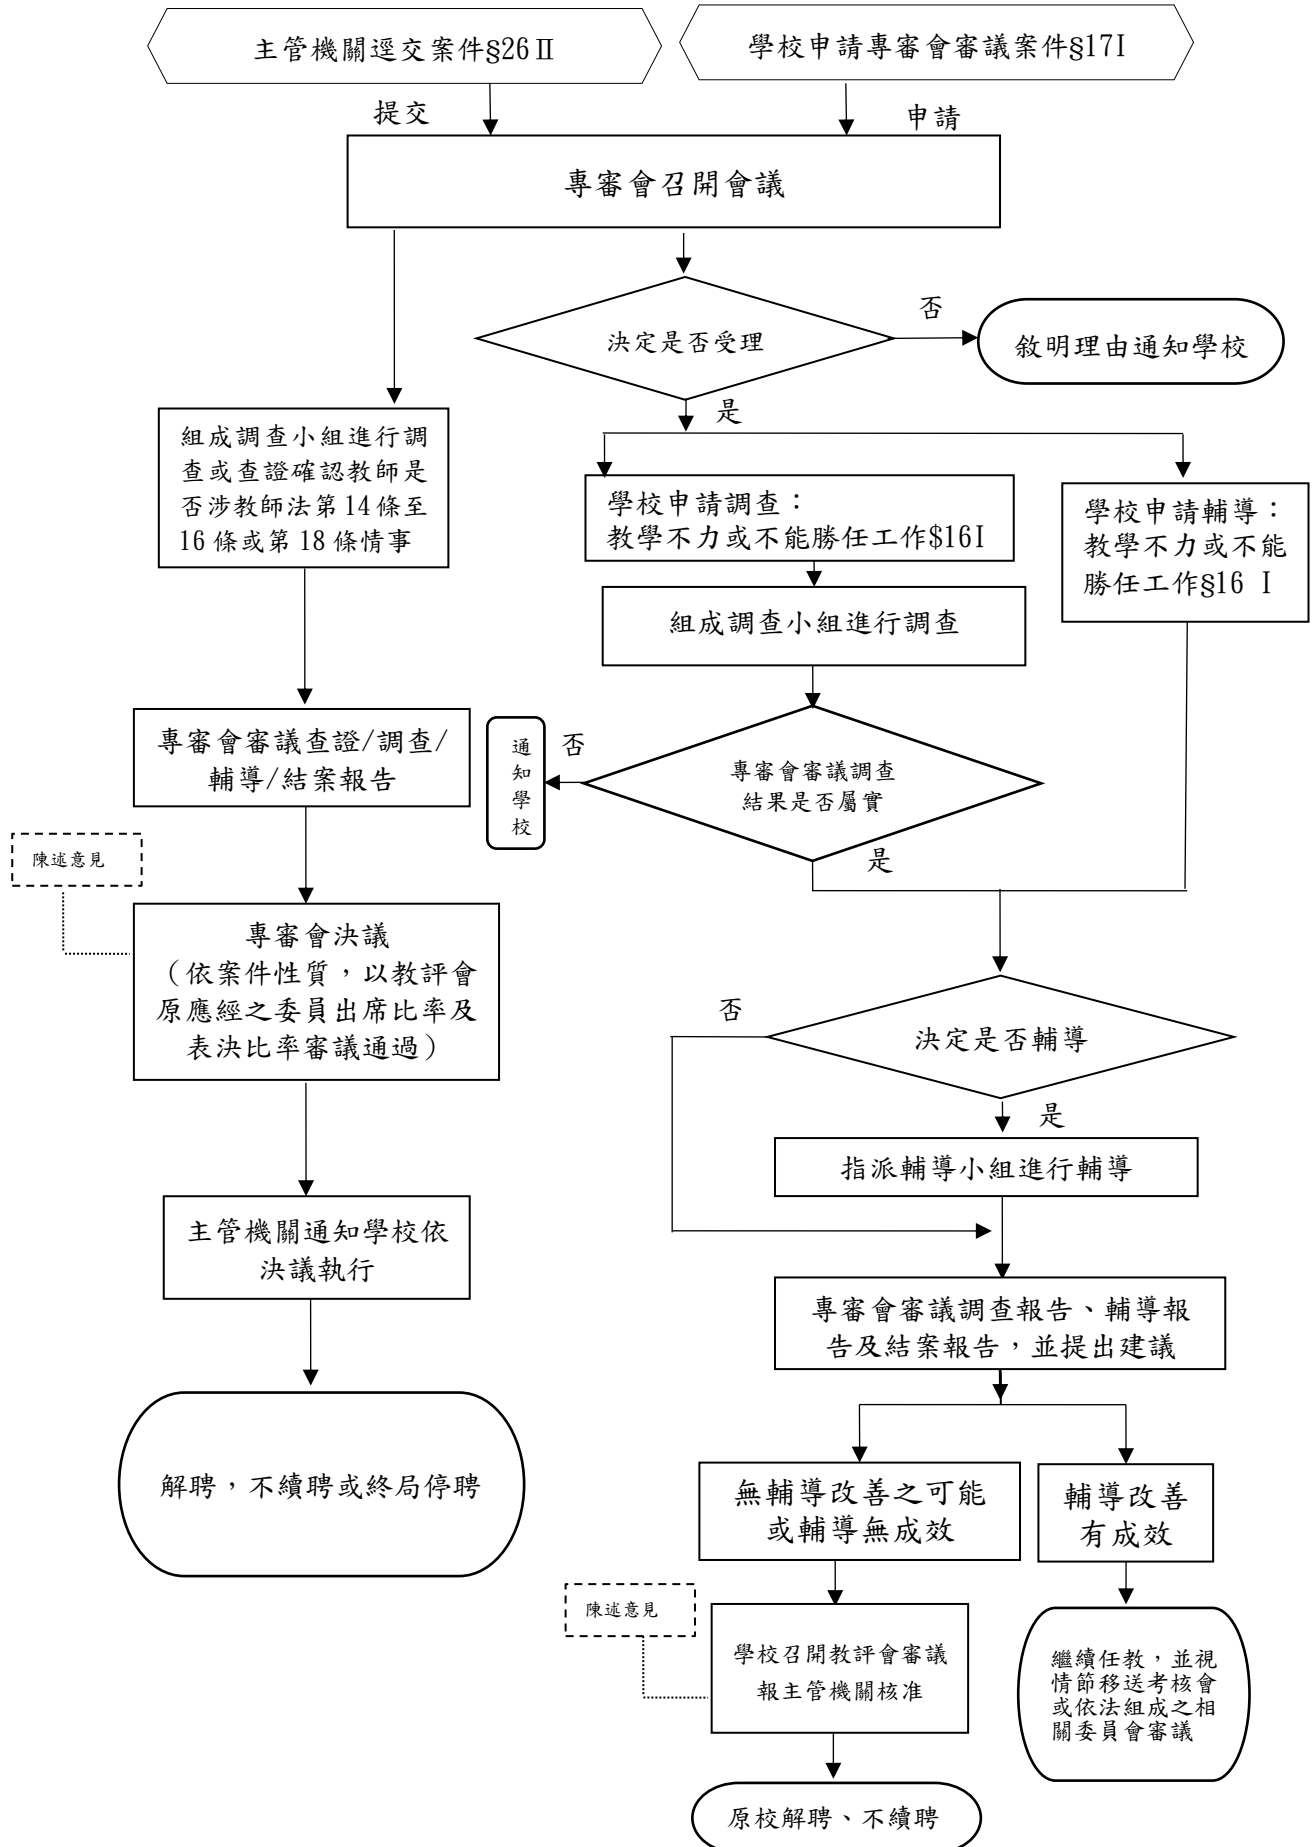 主管機關逕交案件§26Ⅱ
學校申請專審會審議案件§17I
提交
申請
專審會召開會議
決定是否受理
否
敘明理由通知學校
是
組成調查小組進行調
查或查證確認教師是
否涉教師法第14條至
16條或第18條情事
學校申請調查：
教學不力或不能勝任工作$16I
學校申請輔導：
教學不力或不能
勝任工作§16 I
組成調查小組進行調查
專審會審議查證/調查/
輔導/結案報告
通知學校
否
專審會審議調查
結果是否屬實
是
陳述意見
專審會決議
（依案件性質，以教評會
原應經之委員出席比率及
表決比率審議通過）
否
決定是否輔導
是
指派輔導小組進行輔導
主管機關通知學校依
決議執行
專審會審議調查報告、輔導報
告及結案報告，並提出建議
解聘，不續聘或終局停聘
無輔導改善之可能
或輔導無成效
輔導改善
有成效
陳述意見
學校召開教評會審議
報主管機關核准
繼續任教，並視
情節移送考核會
或依法組成之相
關委員會審議
原校解聘、不續聘